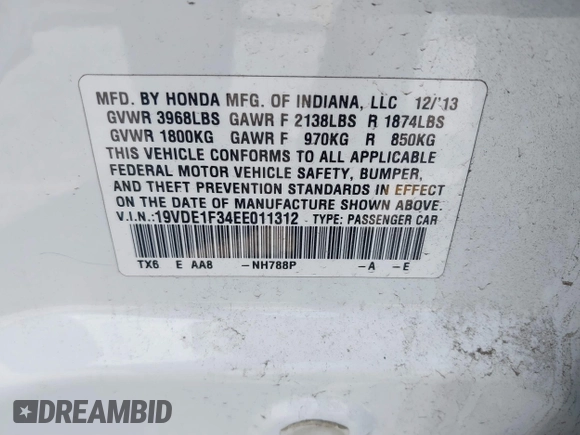 MFD. BY HONDA MFG. OF INDIANA, LLC 12/13
GVWR 3968LBS GAWR F 2138LBS R 1874LBS
GVWR 1800KG GAWR F 970KG R 850KG
THIS VEHICLE CONFORMS TO ALL APPLICABLE
FEDERAL MOTOR VEHICLE SAFETY, BUMPER,
AND THEFT PREVENTION STANDARDS IN EFFECT
ON THE DATE OF MANUFACTURE SHOWN ABOVE.
V.I.N.:19VDE1F34EE011312 TYPE: PASSENGER CAR
TX6 E AA8 -NH788P -A -E
DREAMBID